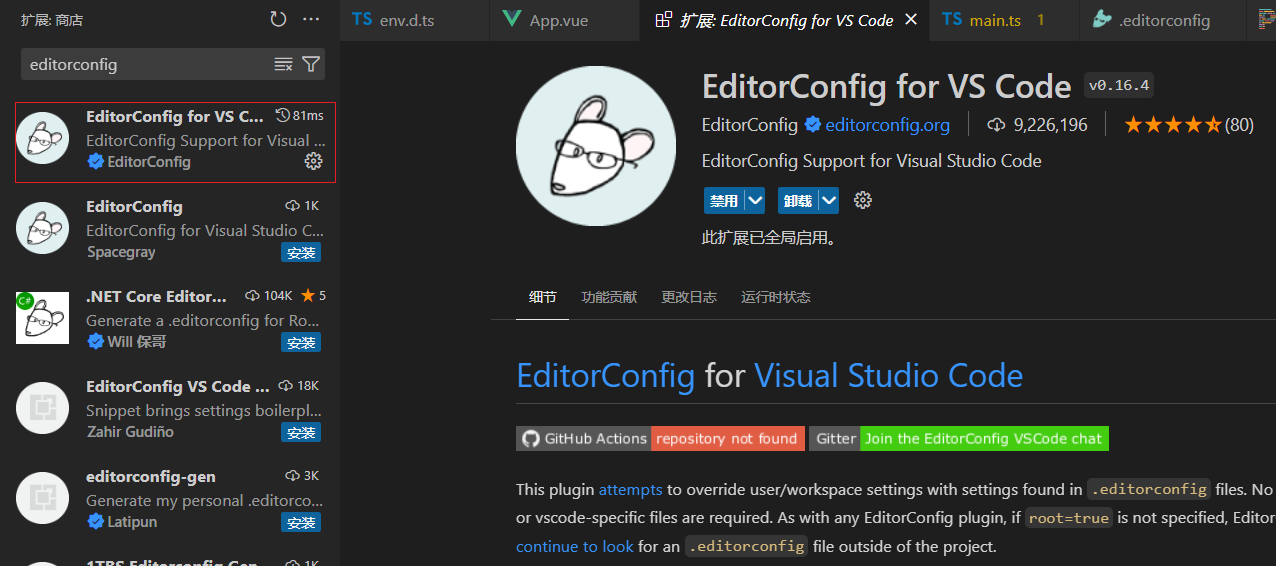 扩展: 商店
editorconfig
EditorConfig for VS C... 81ms
EditorConfig Support for Visual ...
EditorConfig
EditorConfig 1K
EditorConfig for Visual Studio C...
Spacegray 安装
.NET Core Editor... 104K 5
C#
Generate a .editorconfig for Ro...
Will 保哥 安装
EditorConfig VS Code ... 18K
Snippet brings settings boilerpl...
Zahir Gudiño 安装
editorconfig-gen 3K
Generate my personal .editorco...
Latipun 安装
TS env.d.ts App.vue 扩展: EditorConfig for VS Code TS main.ts 1 .editorconfig
EditorConfig for VS Code v0.16.4
EditorConfig editorconfig.org 9,226,196 (80)
EditorConfig Support for Visual Studio Code
禁用 卸载
此扩展已全局启用。
细节 功能贡献 更改日志 运行时状态
EditorConfig for Visual Studio Code
GitHub Actions repository not found Gitter Join the EditorConfig VSCode chat
This plugin attempts to override user/workspace settings with settings found in .editorconfig files. No
or vscode-specific files are required. As with any EditorConfig plugin, if root=true is not specified, Editor
continue to look for an .editorconfig file outside of the project.